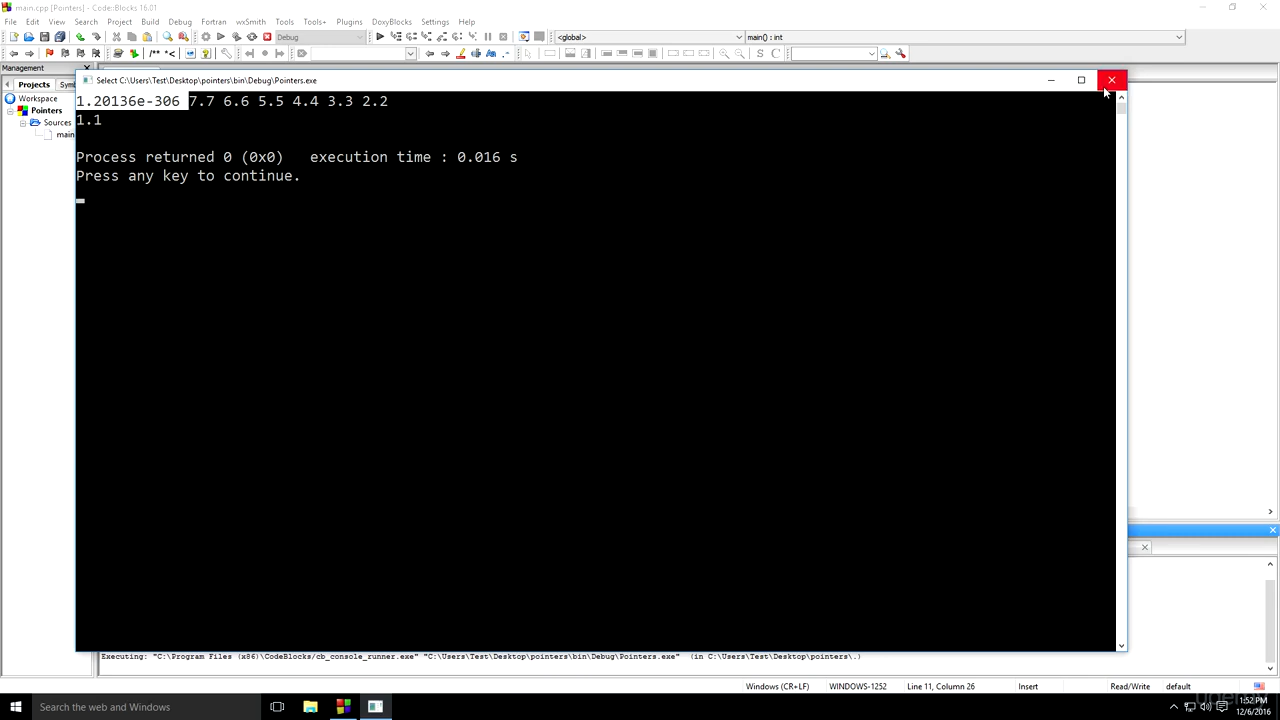 main.cpp [Pointers] - Code::Blocks 16.01
File Edit View Search Project Build Debug Fortran wxSmith Tools Tools+ Plugins DoxyBlocks Settings Help
Debug <global> main() : int
/** *<
S C
Management
Projects Symb
Workspace
Pointers
Sources
main
Select C:\Users\Test\Desktop\pointers\bin\Debug\Pointers.exe
1.20136e-306 7.7 6.6 5.5 4.4 3.3 2.2
1.1
Process returned 0 (0x0) execution time : 0.016 s
Press any key to continue.
Executing: "C:\Program Files (x86)\CodeBlocks/cb_console_runner.exe" "C:\Users\Test\Desktop\pointers\bin\Debug\Pointers.exe" (in C:\Users\Test\Desktop\pointers\.)
Windows (CR+LF) WINDOWS-1252 Line 11, Column 26 Insert Read/Write default
Search the web and Windows
1:52 PM
12/6/2016